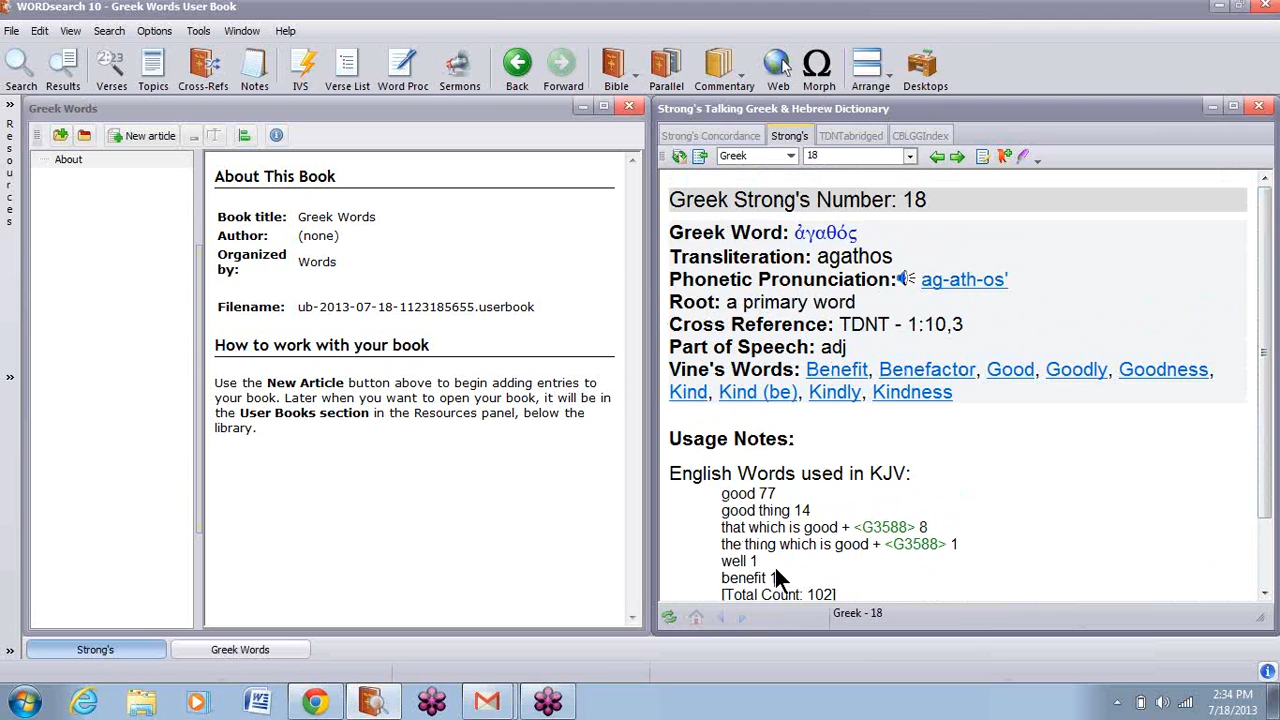 WORDsearch 10 - Greek Words User Book
File Edit View Search Options Tools Window Help
Search Results Verses Topics Cross-Refs Notes IVS Verse List Word Proc Sermons Back Forward Bible Parallel Commentary Web Morph Arrange Desktops
Resources
Greek Words
New article
About
About This Book
Book title: Greek Words
Author: (none)
Organized by: Words
Filename: ub-2013-07-18-1123185655.userbook
How to work with your book
Use the New Article button above to begin adding entries to
your book. Later when you want to open your book, it will be in
the User Books section in the Resources panel, below the
library.
Strong's Talking Greek & Hebrew Dictionary
Strong's Concordance Strong's TDNTabridged CBLGGIndex
Greek 18
Greek Strong's Number: 18
Greek Word: ἀγαθός
Transliteration: agathos
Phonetic Pronunciation: ag-ath-os'
Root: a primary word
Cross Reference: TDNT - 1:10,3
Part of Speech: adj
Vine's Words: Benefit, Benefactor, Good, Goodly, Goodness,
Kind, Kind (be), Kindly, Kindness
Usage Notes:
English Words used in KJV:
good 77
good thing 14
that which is good + <G3588> 8
the thing which is good + <G3588> 1
well 1
benefit 1
[Total Count: 102]
Greek - 18
Strong's Greek Words
2:34 PM
7/18/2013